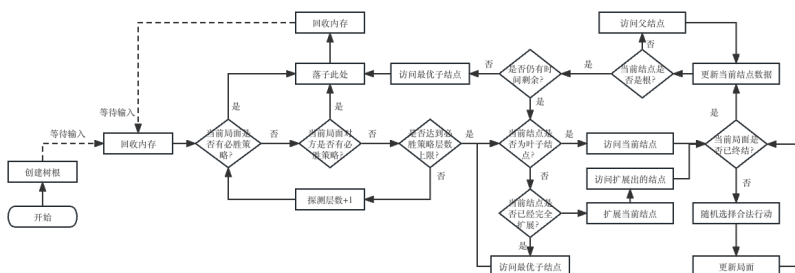 回收内存
访问父结点
否
否
是
是否仍有时
间剩余?
当前结点是
否是根?
落子此处
访问最优子结点
更新当前结点数据
等待输入
是
是
是
是
等待输入
回收内存
当前局面是
否有必胜策
略?
否
当前局面对
方是否有必
胜策略?
否
是否达到必
胜策略层数
上限?
是
当前结点是
否为叶子结
点?
是
访问当前结点
当前局面是
否已终结?
创建树根
否
否
访问扩展出的结点
否
开始
探测层数+1
当前结点是
否已经完全
扩展?
否
扩展当前结点
随机选择合法行动
是
访问最优子结点
更新局面